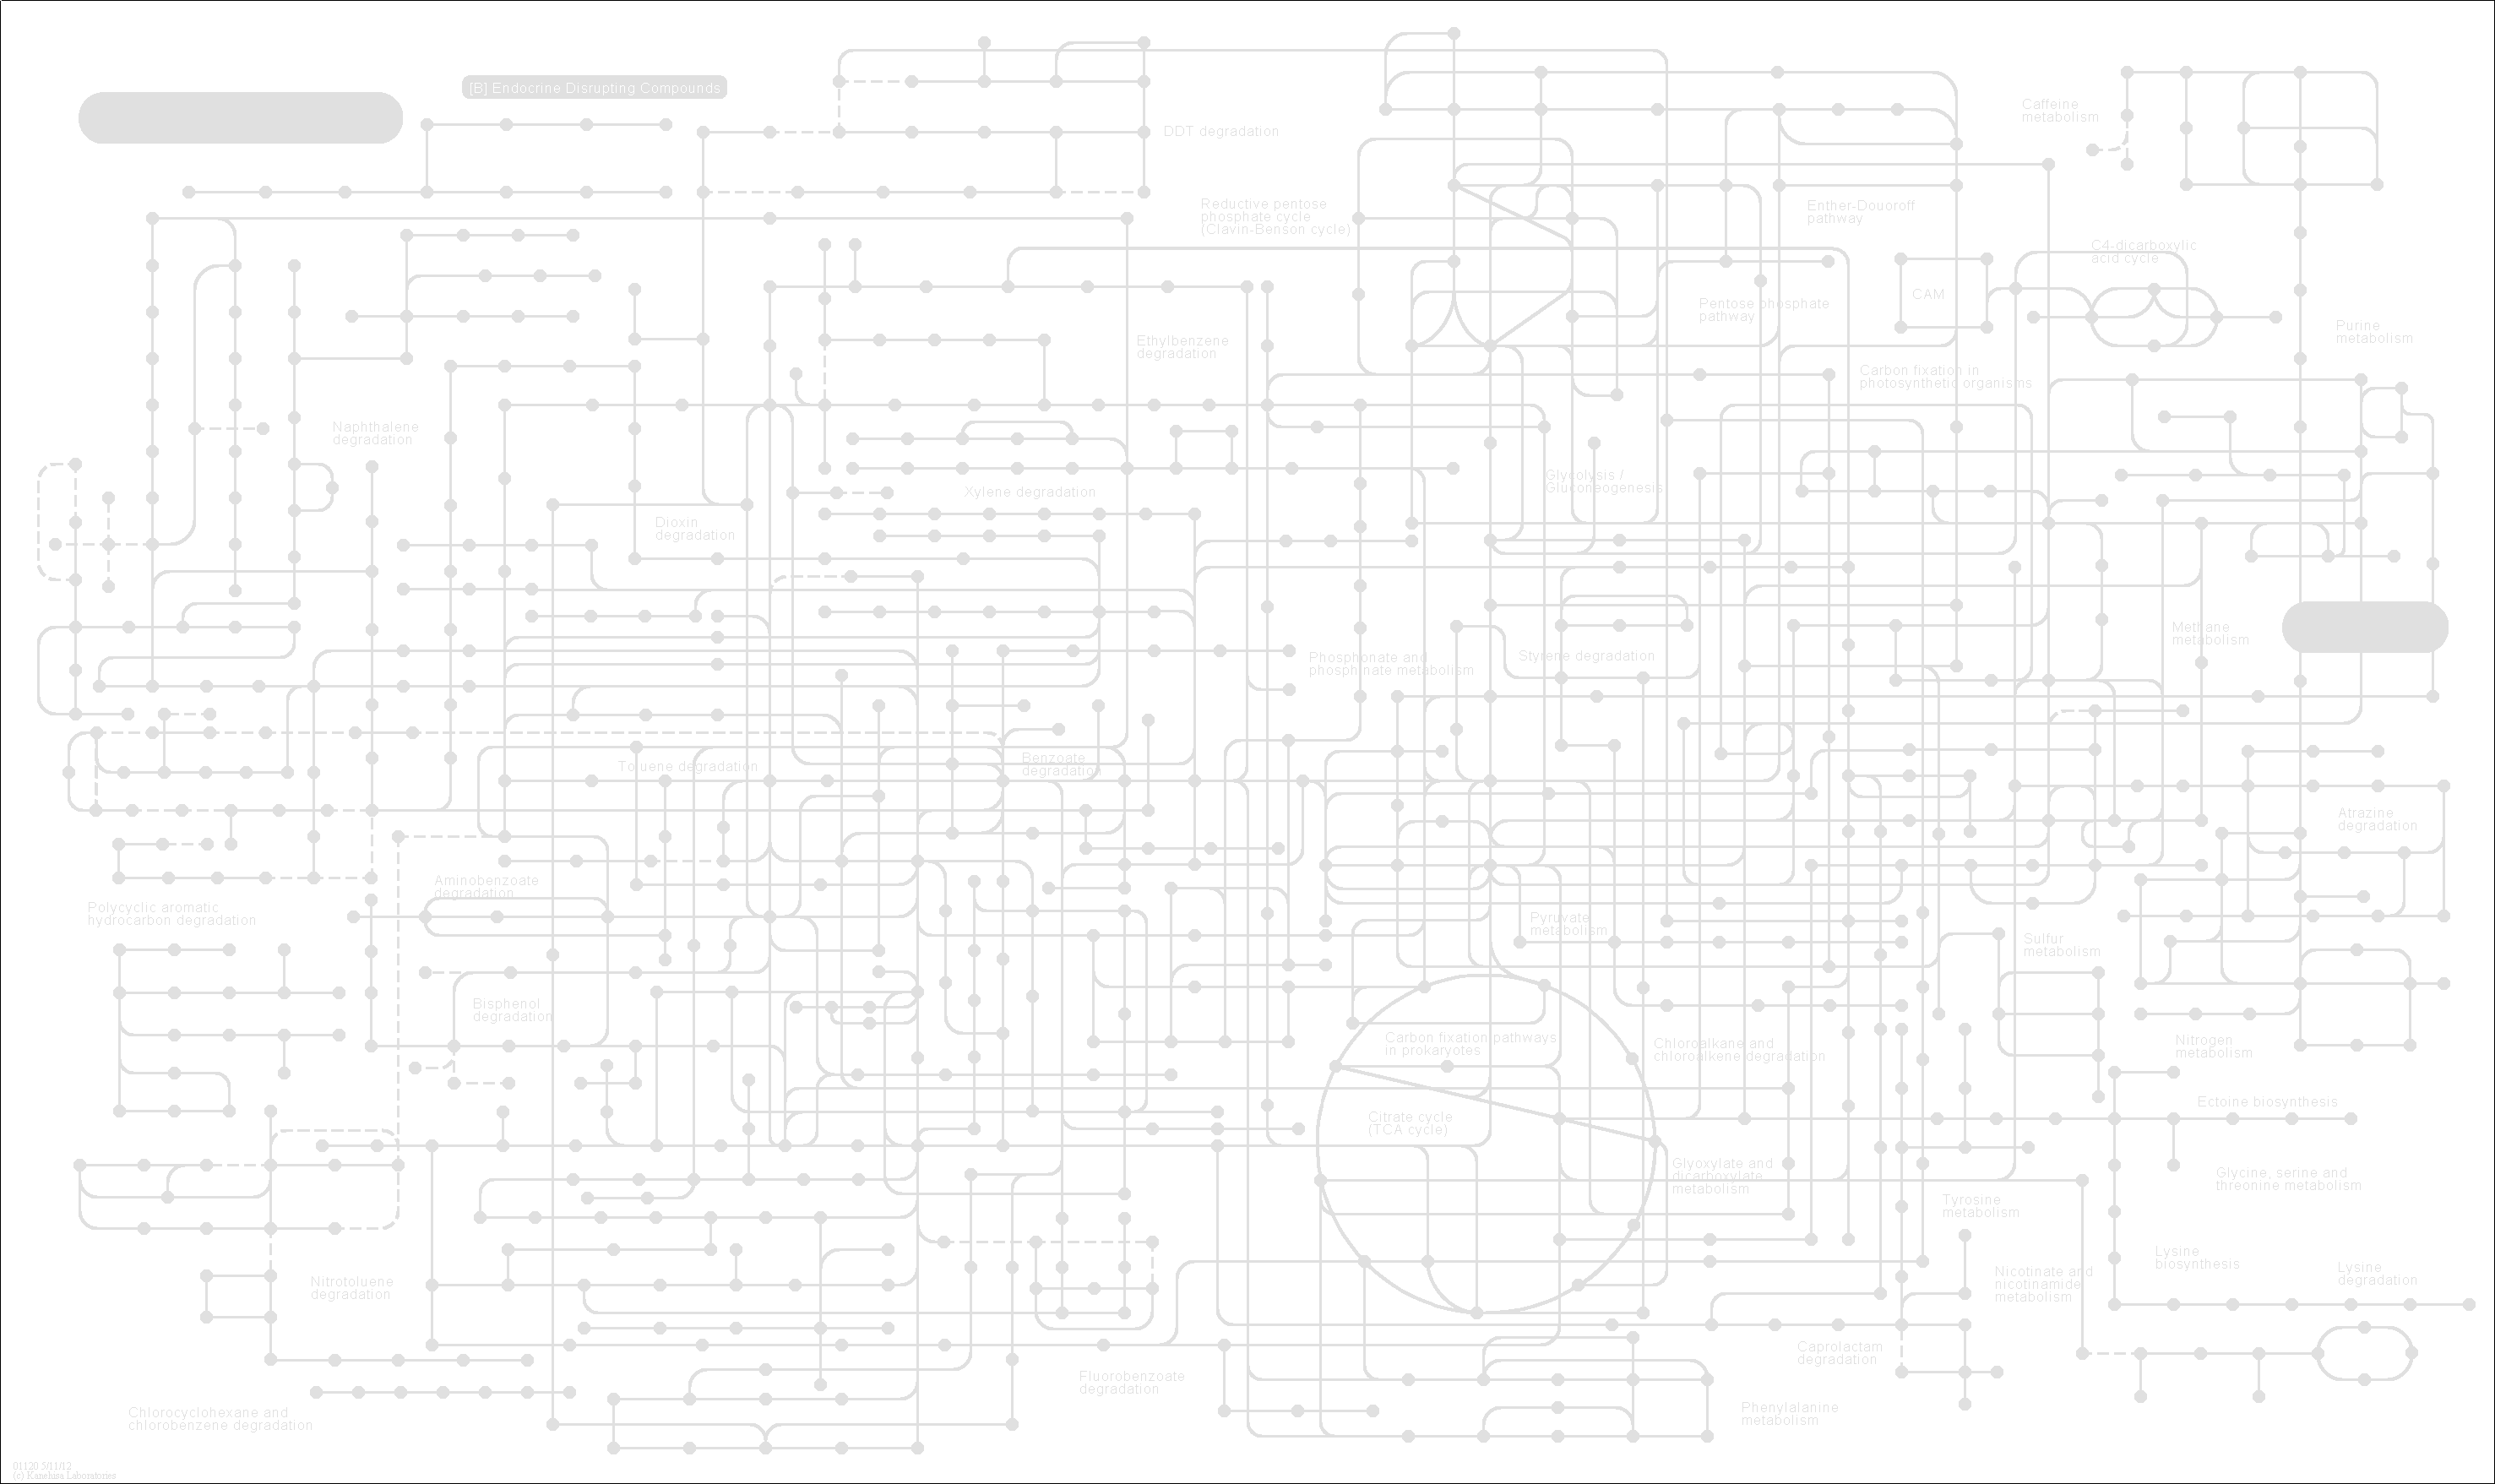 [B] Endocrine Disrupting Compounds
DDT degradation
Caffeine
metabolism
Reductive pentose
phosphate cycle
(Clavin-Benson cycle)
Enther-Douoroff
pathway
C4-dicarboxylic
acid cycle
CAM
Pentose phosphate
pathway
Purine
metabolism
Ethylbenzene
degradation
Carbon fixation in
photosynthetic organisms
Naphthalene
degradation
Glycolysis /
Gluconeogenesis
Xylene degradation
Dioxin
degradation
Methane
metabolism
Phosphonate and
phosphinate metabolism
Styrene degradation
Benzoate
degradation
Toluene degradation
Atrazine
degradation
Aminobenzoate
degradation
Polycyclic aromatic
hydrocarbon degradation
Pyruvate
metabolism
Sulfur
metabolism
Bisphenol
degradation
Carbon fixation pathways
in prokaryotes
Chloroalkane and
chloroalkene degradation
Nitrogen
metabolism
Ectoine biosynthesis
Citrate cycle
(TCA cycle)
Glyoxylate and
dicarboxylate
metabolism
Glycine, serine and
threonine metabolism
Tyrosine
metabolism
Lysine
biosynthesis
Nicotinate and
nicotinamide
metabolism
Lysine
degradation
Nitrotoluene
degradation
Caprolactam
degradation
Fluorobenzoate
degradation
Phenylalanine
metabolism
Chlorocyclohexane and
chlorobenzene degradation
01120 5/11/12
(c) Kanehisa Laboratories